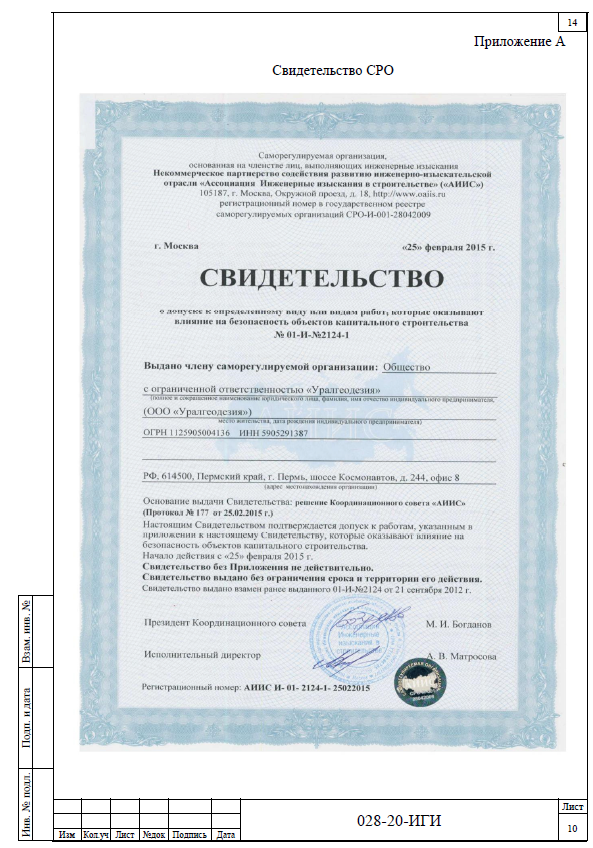 14
Приложение А
Свидетельство СРО
Саморегулируемая организация,
основанная на членстве лиц, выполняющих инженерные изыскания
Некоммерческое партнерство содействия развитию инженерно-изыскательской
отрасли «Ассоциация Инженерные изыскания в строительстве» («АИИС»)
105187, г. Москва, Окружной проезд, д. 18, http://www.oaiis.ru
регистрационный номер в государственном реестре
саморегулируемых организаций СРО-И-001-28042009
г. Москва «25» февраля 2015 г.
СВИДЕТЕЛЬСТВО
о допуске к определенному виду или видам работ, которые оказывают
влияние на безопасность объектов капитального строительства
№ 01-И-№2124-1
Выдано члену саморегулируемой организации: Общество
с ограниченной ответственностью «Уралгеодезия»
(полное и сокращенное наименование юридического лица, фамилия, имя отчество индивидуального предпринимателя,
(ООО «Уралгеодезия»)
место жительства, дата рождения индивидуального предпринимателя)
ОГРН 1125905004136 ИНН 5905291387
РФ, 614500, Пермский край, г. Пермь, шоссе Космонавтов, д. 244, офис 8
(адрес местонахождения организации)
Основание выдачи Свидетельства: решение Координационного совета «АИИС»
(Протокол № 177 от 25.02.2015 г.)
Настоящим Свидетельством подтверждается допуск к работам, указанным в
приложении к настоящему Свидетельству, которые оказывают влияние на
безопасность объектов капитального строительства.
Начало действия с «25» февраля 2015 г.
Свидетельство без Приложения не действительно.
Свидетельство выдано без ограничения срока и территории его действия.
Свидетельство выдано взамен ранее выданного 01-И-№2124 от 21 сентября 2012 г.
Президент Координационного совета М. И. Богданов
Инженерные
изыскания в
Исполнительный директор А. В. Матросова
Регистрационный номер: АИИС И- 01- 2124-1- 25022015
Взам. инв. №
Подп. и дата
Инв. № подл.
Изм Кол.уч Лист №док Подпись Дата
028-20-ИГИ
Лист
10